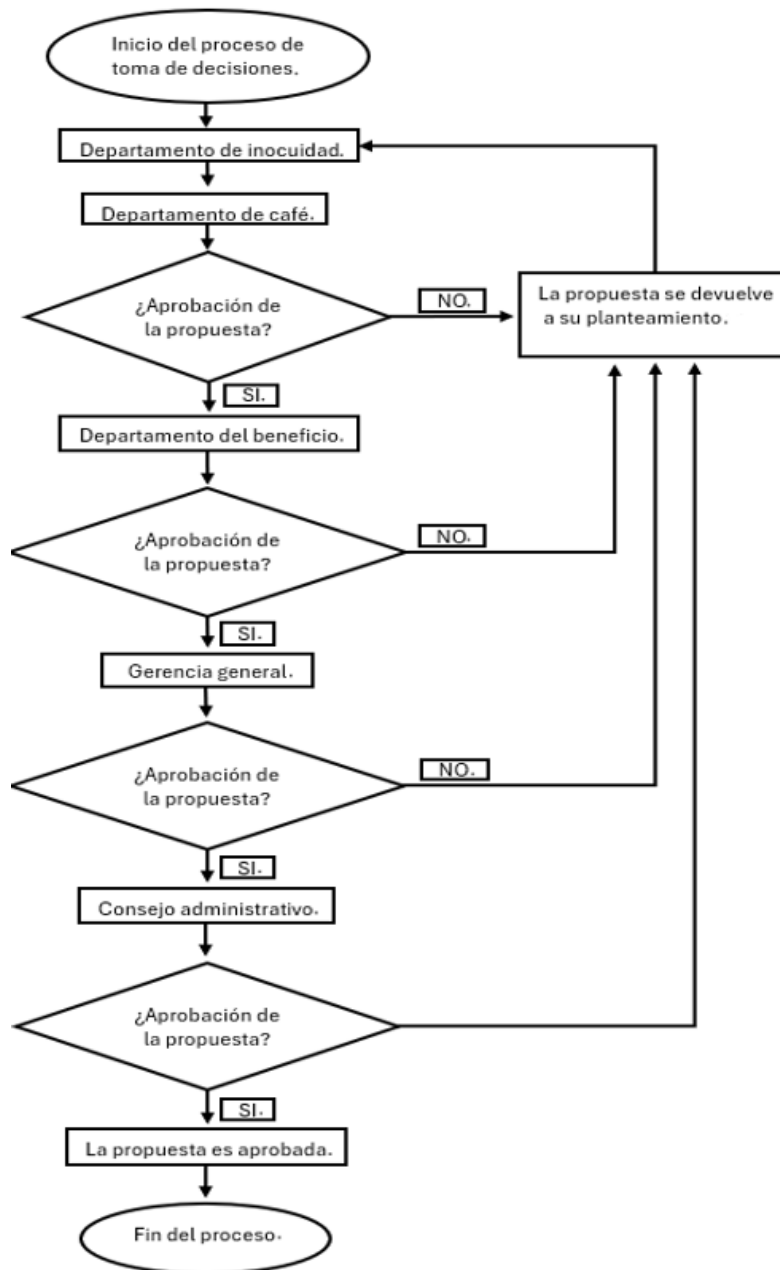 Inicio del proceso de
toma de decisiones.
Departamento de inocuidad.
Departamento de café.
¿Aprobación de
la propuesta?
NO.
La propuesta se devuelve
a su planteamiento.
SI.
Departamento del beneficio.
¿Aprobación de
la propuesta?
NO.
SI.
Gerencia general.
¿Aprobación de
la propuesta?
NO.
SI.
Consejo administrativo.
¿Aprobación de
la propuesta?
SI.
La propuesta es aprobada.
Fin del proceso.